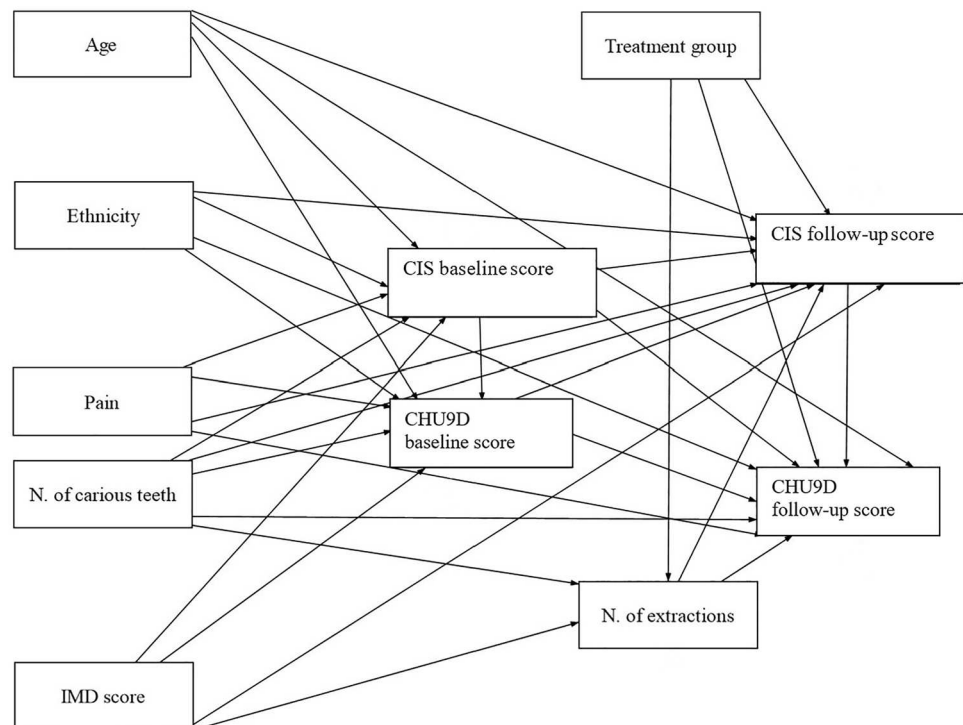 Age
Treatment group
Ethnicity
CIS follow-up score
CIS baseline score
Pain
CHU9D
baseline score
N. of carious teeth
CHU9D
follow-up score
N. of extractions
IMD score